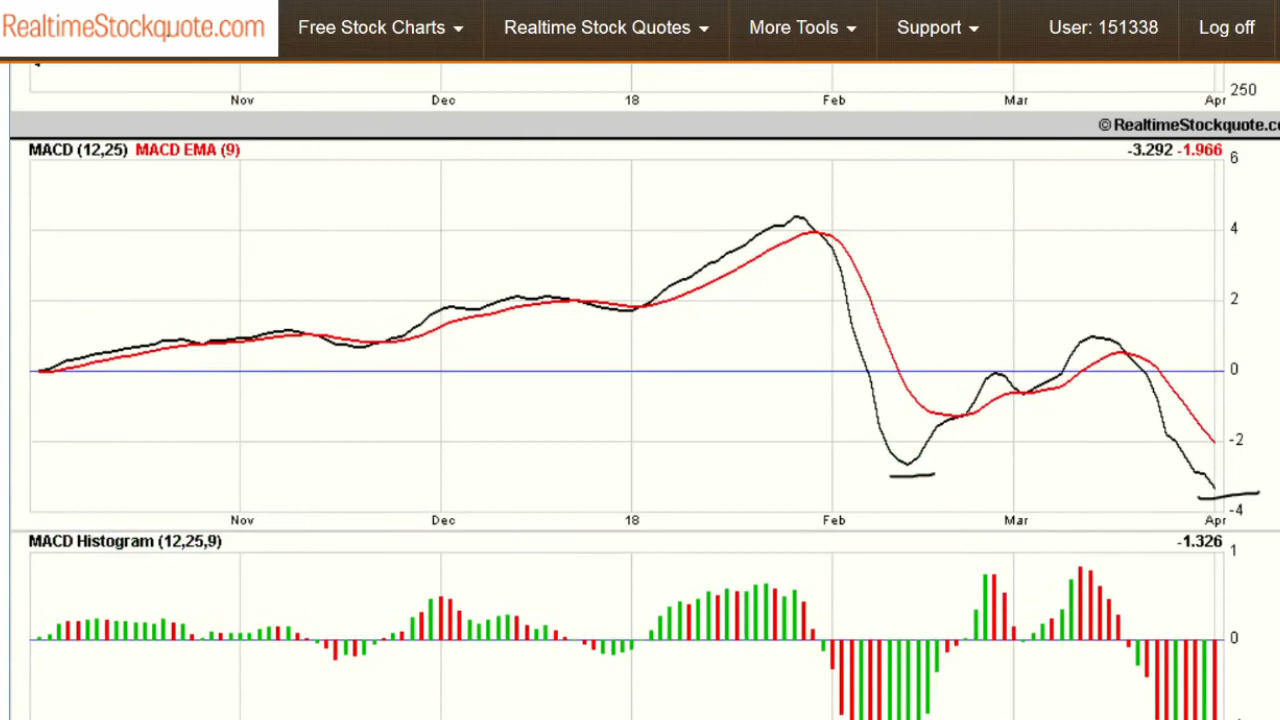 RealtimeStockquote.com Free Stock Charts Realtime Stock Quotes More Tools Support User: 151338 Log off
250
Nov Dec 18 Feb Mar Apr
© RealtimeStockquote.c
MACD (12,25) MACD EMA (9) -3.292 -1.966
6
4
2
0
-2
-4
Nov Dec 18 Feb Mar Apr
MACD Histogram (12,25,9) -1.326
1
0